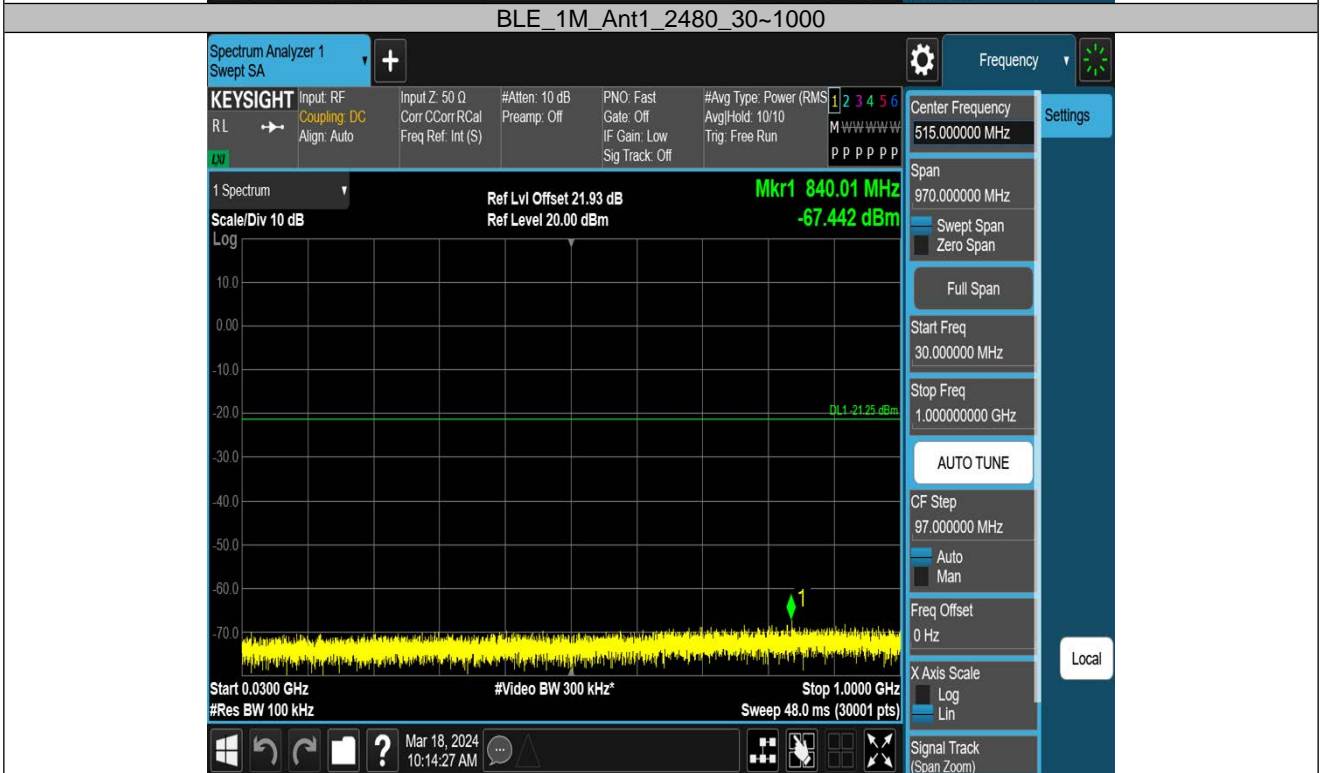 BLE_1M_Ant1_2480_30~1000
Spectrum Analyzer 1
Swept SA
+
Frequency
KEYSIGHT
RL
LXI
Input: RF
Coupling: DC
Align: Auto
Input Z: 50 Ω
Corr CCorr RCal
Freq Ref: Int (S)
#Atten: 10 dB
Preamp: Off
PNO: Fast
Gate: Off
IF Gain: Low
Sig Track: Off
#Avg Type: Power (RMS
Avg|Hold: 10/10
Trig: Free Run
1 2 3 4 5 6
M W W W W W
P P P P P P
1 Spectrum
Scale/Div 10 dB
Log
Ref Lvl Offset 21.93 dB
Ref Level 20.00 dBm
Mkr1 840.01 MHz
-67.442 dBm
10.0
0.00
-10.0
-20.0
DL1 -21.25 dBm
-30.0
-40.0
-50.0
-60.0
1
-70.0
Start 0.0300 GHz
#Res BW 100 kHz
#Video BW 300 kHz*
Stop 1.0000 GHz
Sweep 48.0 ms (30001 pts)
Center Frequency
515.000000 MHz
Settings
Span
970.000000 MHz
Swept Span
Zero Span
Full Span
Start Freq
30.000000 MHz
Stop Freq
1.000000000 GHz
AUTO TUNE
CF Step
97.000000 MHz
Auto
Man
Freq Offset
0 Hz
Local
X Axis Scale
Log
Lin
Signal Track
(Span Zoom)
?
Mar 18, 2024
10:14:27 AM